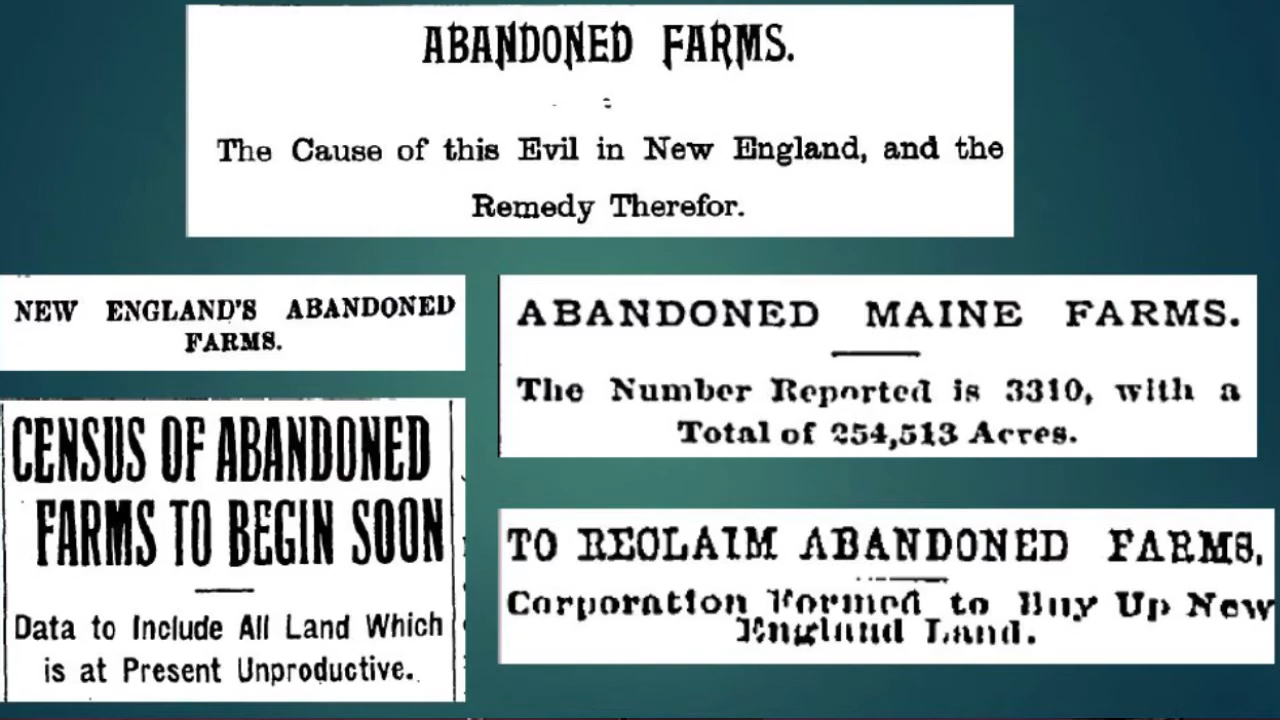 ABANDONED FARMS.
The Cause of this Evil in New England, and the
Remedy Therefor.
NEW ENGLAND'S ABANDONED
FARMS.
ABANDONED MAINE FARMS.
The Number Reported is 3310, with a
Total of 254,513 Acres.
CENSUS OF ABANDONED
FARMS TO BEGIN SOON
Data to Include All Land Which
is at Present Unproductive.
TO RECLAIM ABANDONED FARMS.
Corporation Formed to Buy Up New
England Land.